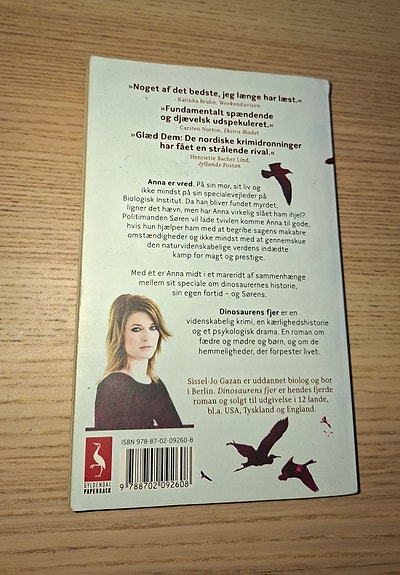 »Noget af det bedste, jeg længe har læst.«
- Katinka Bruhn, Weekendavisen
»Fundamentalt spændende
og djævelsk udspekuleret.«
- Carsten Norton, Ekstra Bladet
»Glæd Dem: De nordiske krimidronninger
har fået en strålende rival.«
- Henriette Bacher Lind,
Jyllands-Posten
Anna er vred. På sin mor, sit liv og
ikke mindst på sin specialevejleder på
Biologisk Institut. Da han bliver fundet myrdet,
ligner det hævn, men har Anna virkelig slået ham ihjel?
Politimanden Søren vil lade tvivlen komme Anna til gode,
hvis hun hjælper ham med at begribe sagens makabre
omstændigheder og ikke mindst med at gennemskue
den naturvidenskabelige verdens indædte
kamp for magt og prestige.
Med ét er Anna midt i et mareridt af sammenhænge
mellem sit speciale om dinosaurernes historie,
sin egen fortid – og Sørens.
Dinosaurens fjer er en
videnskabelig krimi, en kærlighedshistorie
og et psykologisk drama. En roman om
fædre og mødre og børn, og om de
hemmeligheder, der forpester livet.
Sissel-Jo Gazan er uddannet biolog og bor
i Berlin. Dinosaurens fjer er hendes fjerde
roman og solgt til udgivelse i 12 lande,
bl.a. USA, Tyskland og England.
ISBN 978-87-02-09260-8
9 788702 092608
GYLDENDAL
PAPERBACK